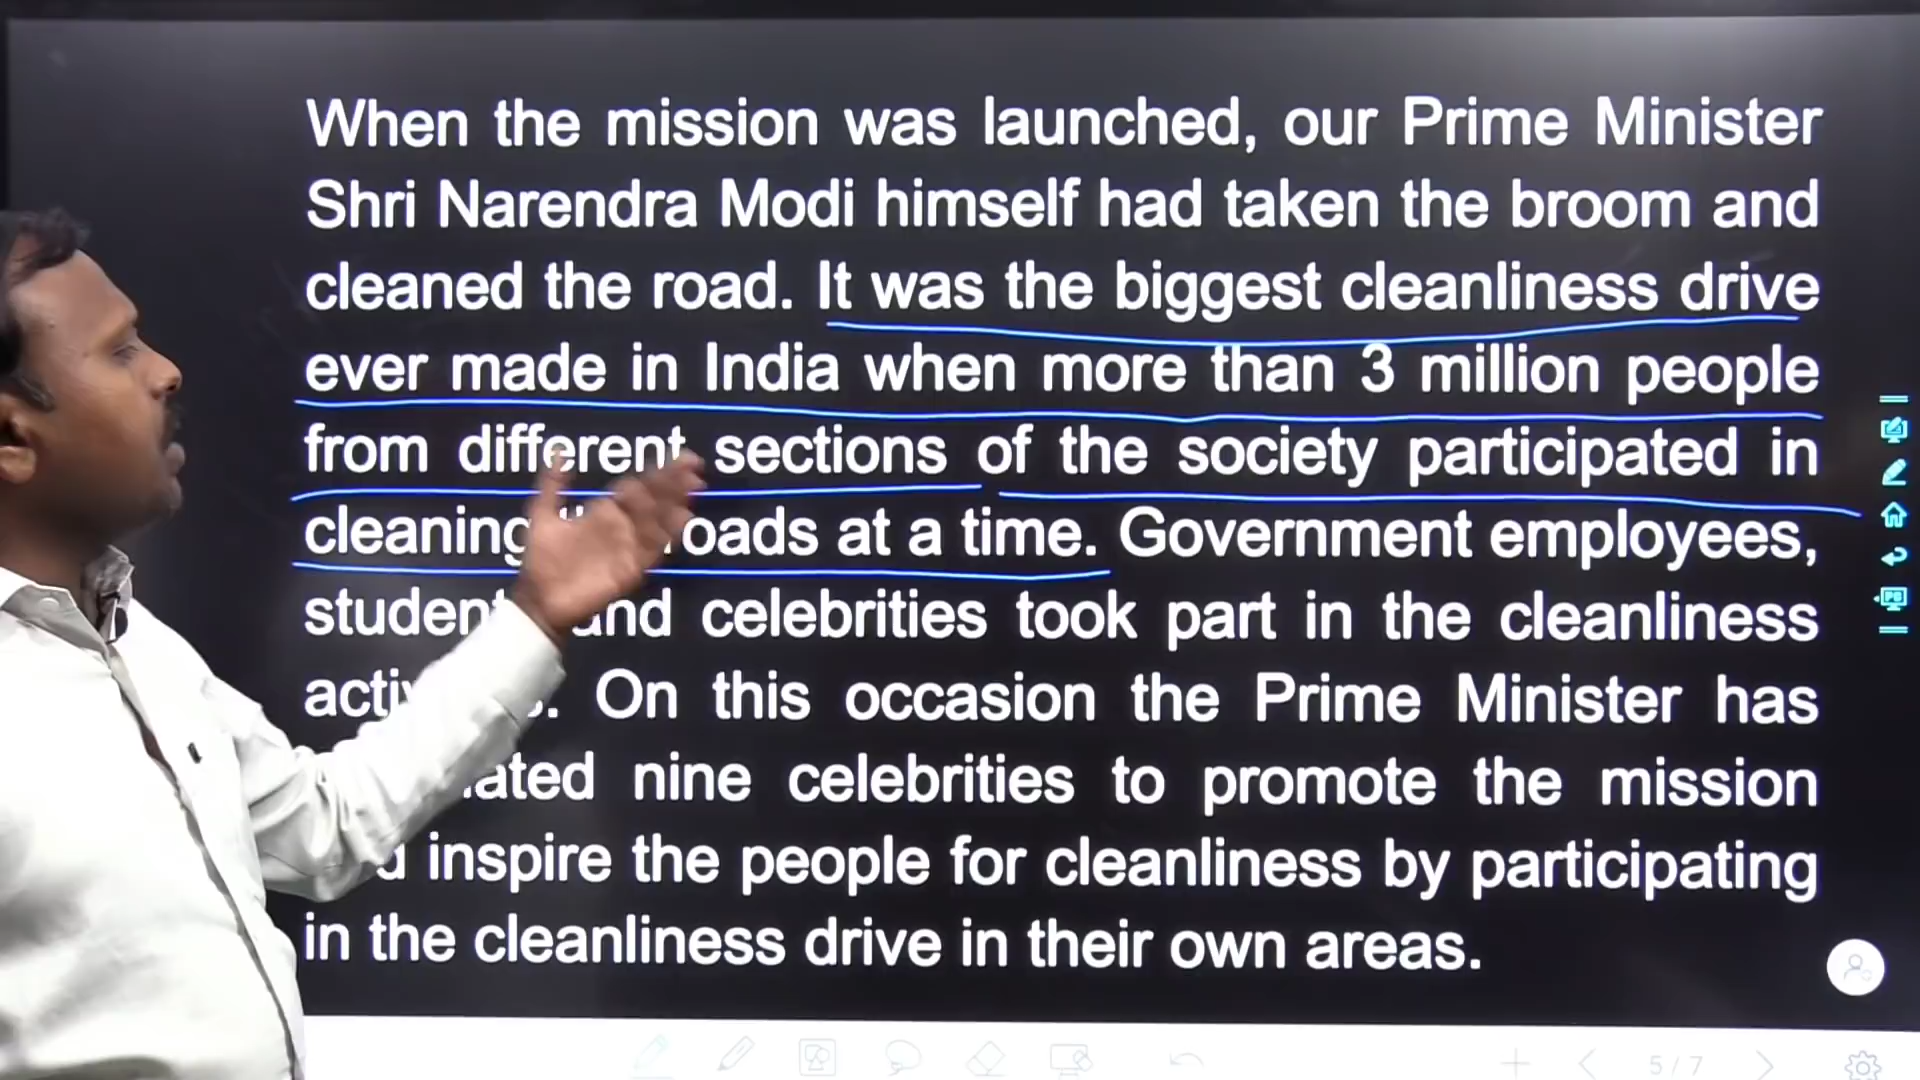 When the mission was launched, our Prime Minister
Shri Narendra Modi himself had taken the broom and
cleaned the road. It was the biggest cleanliness drive
ever made in India when more than 3 million people
from different sections of the society participated in
cleaning at a time. Government employees,
and celebrities took part in the cleanliness
On this occasion the Prime Minister has
nine celebrities to promote the mission
inspire the people for cleanliness by participating
in the cleanliness drive in their own areas.
PB
5 / 7